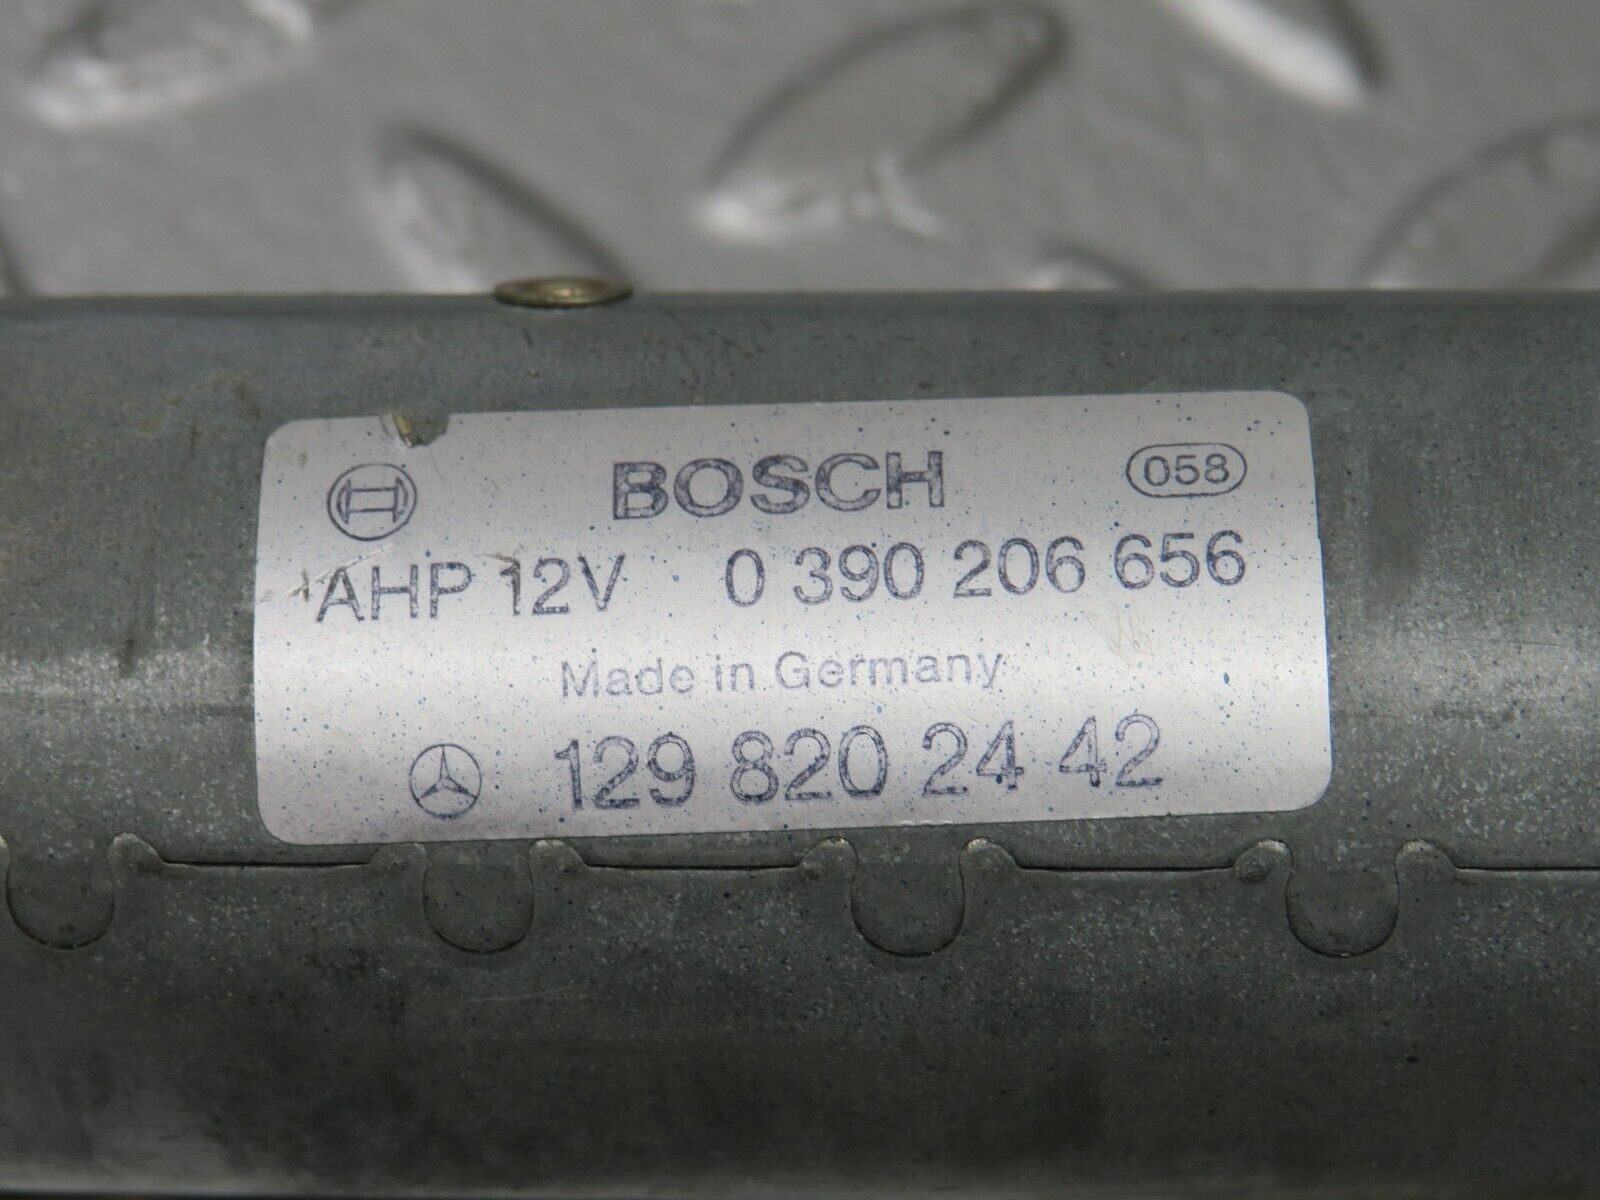 BOSCH 058
AHP 12V 0 390 206 656
Made in Germany
129 820 24 42